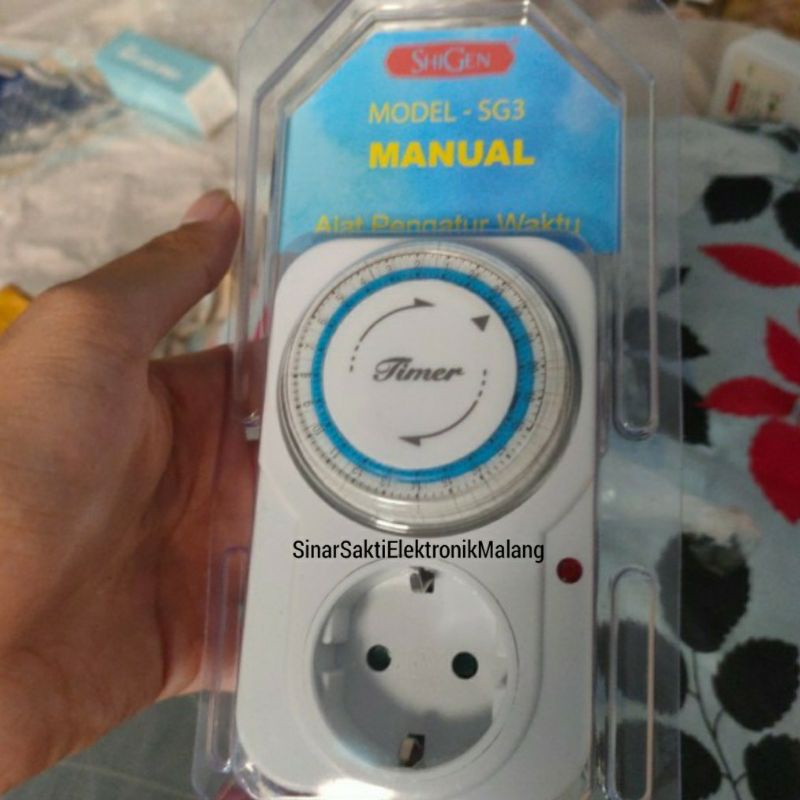 SHIGEN
MODEL - SG3
MANUAL
Alat Pengatur Waktu
Timer
SinarSaktiElektronikMalang